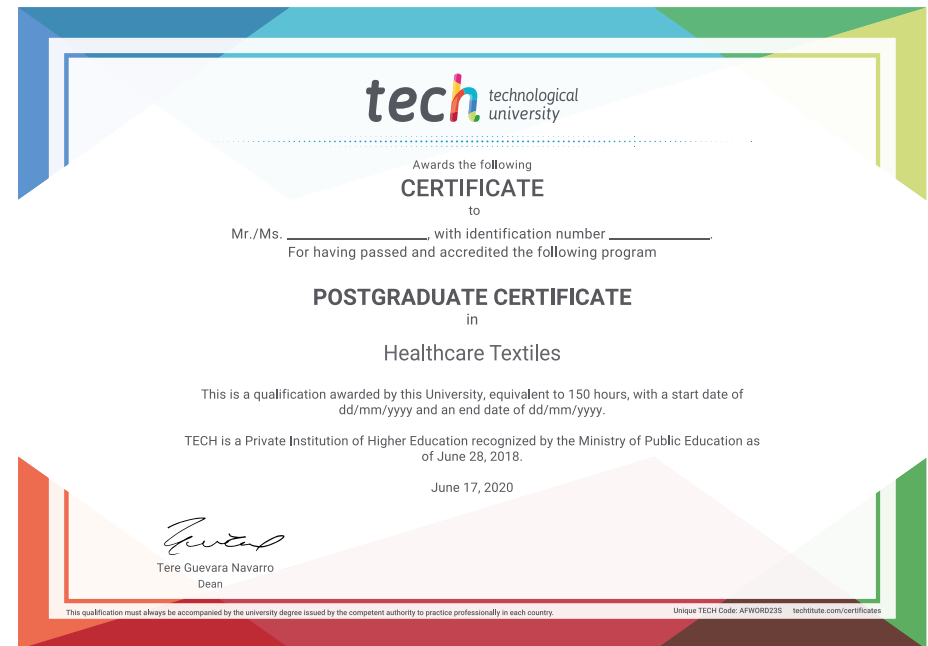 tech technological
university
Awards the following
CERTIFICATE
to
Mr./Ms. ____________________, with identification number ______________.
For having passed and accredited the following program
POSTGRADUATE CERTIFICATE
in
Healthcare Textiles
This is a qualification awarded by this University, equivalent to 150 hours, with a start date of
dd/mm/yyyy and an end date of dd/mm/yyyy.
TECH is a Private Institution of Higher Education recognized by the Ministry of Public Education as
of June 28, 2018.
June 17, 2020
Tere Guevara Navarro
Dean
This qualification must always be accompanied by the university degree issued by the competent authority to practice professionally in each country.
Unique TECH Code: AFWORD23S techtitute.com/certificates